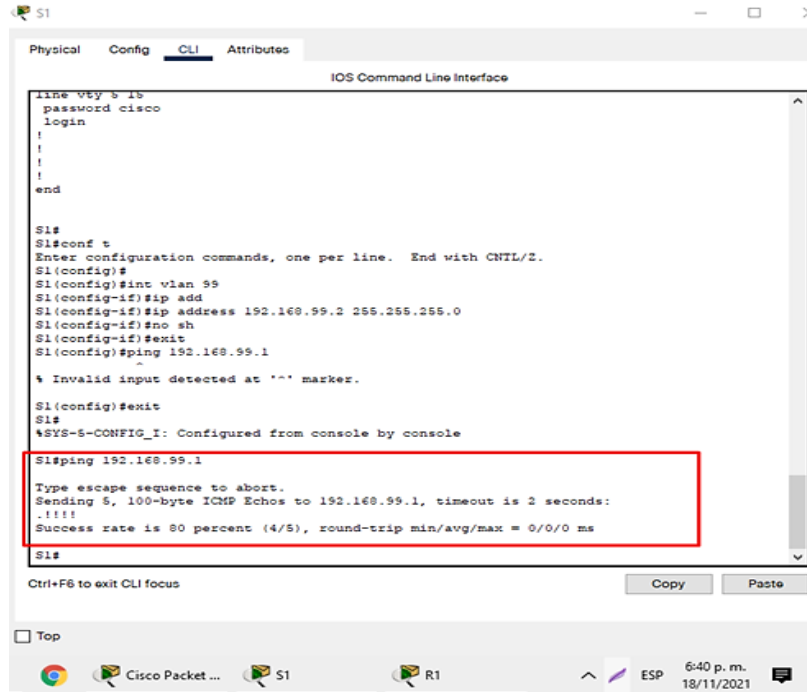 S1
Physical Config CLI Attributes
IOS Command Line Interface
line vty 5 15
password cisco
login
!
!
!
!
end
S1#
S1#conf t
Enter configuration commands, one per line. End with CNTL/Z.
S1(config)#
S1(config)#int vlan 99
S1(config-if)#ip add
S1(config-if)#ip address 192.168.99.2 255.255.255.0
S1(config-if)#no sh
S1(config-if)#exit
S1(config)#ping 192.168.99.1
^
% Invalid input detected at '^' marker.
S1(config)#exit
S1#
%SYS-5-CONFIG_I: Configured from console by console
S1#ping 192.168.99.1
Type escape sequence to abort.
Sending 5, 100-byte ICMP Echos to 192.168.99.1, timeout is 2 seconds:
.!!!!
Success rate is 80 percent (4/5), round-trip min/avg/max = 0/0/0 ms
S1#
Ctrl+F6 to exit CLI focus
Copy Paste
Top
Cisco Packet ... S1 R1 ESP 6:40 p. m.
18/11/2021